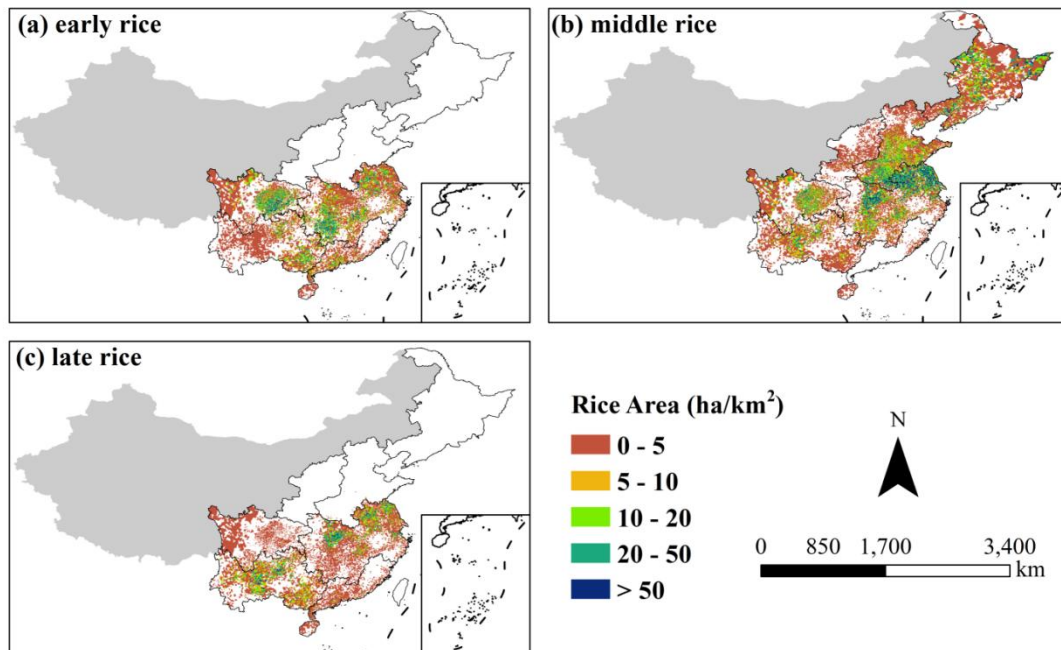 (a) early rice
(b) middle rice
(c) late rice
Rice Area (ha/km²)
0 - 5
5 - 10
10 - 20
20 - 50
> 50
N
0 850 1,700 3,400
km